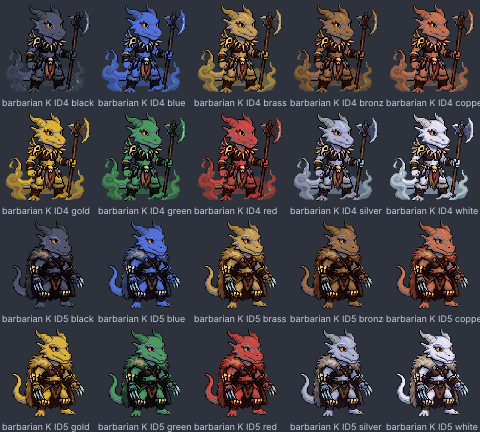 barbarian K ID4 black barbarian K ID4 blue barbarian K ID4 brass barbarian K ID4 bronz barbarian K ID4 coppe
barbarian K ID4 gold barbarian K ID4 green barbarian K ID4 red barbarian K ID4 silver barbarian K ID4 white
barbarian K ID5 black barbarian K ID5 blue barbarian K ID5 brass barbarian K ID5 bronz barbarian K ID5 coppe
barbarian K ID5 gold barbarian K ID5 green barbarian K ID5 red barbarian K ID5 silver barbarian K ID5 white